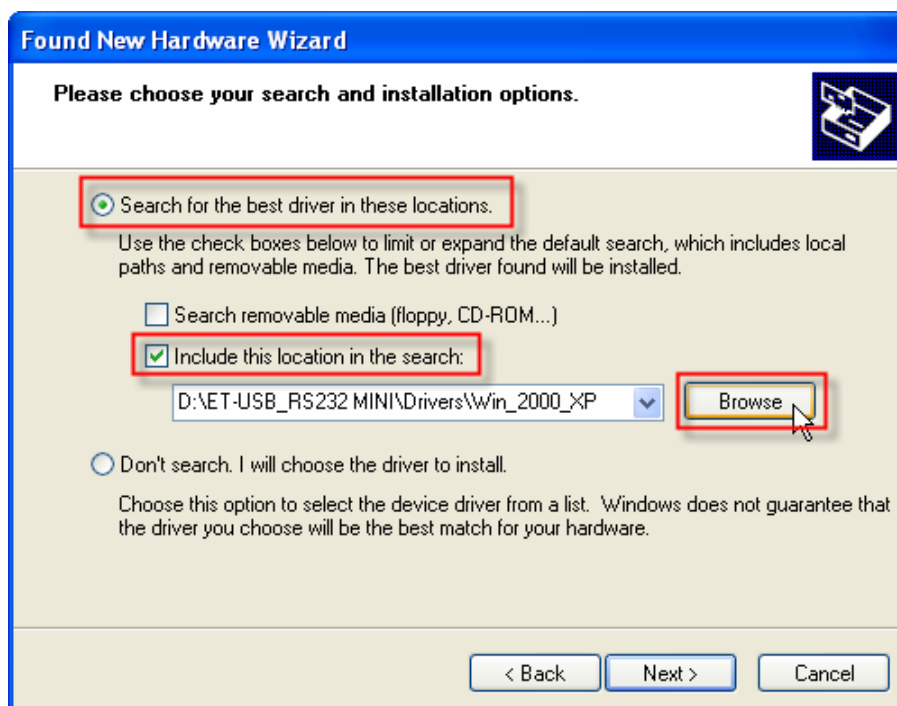 Found New Hardware Wizard
Please choose your search and installation options.
Search for the best driver in these locations.
Use the check boxes below to limit or expand the default search, which includes local
paths and removable media. The best driver found will be installed.
Search removable media (floppy, CD-ROM...)
Include this location in the search:
D:\ET-USB_RS232 MINI\Drivers\Win_2000_XP
Browse
Don't search. I will choose the driver to install.
Choose this option to select the device driver from a list.  Windows does not guarantee that
the driver you choose will be the best match for your hardware.
< Back
Next >
Cancel